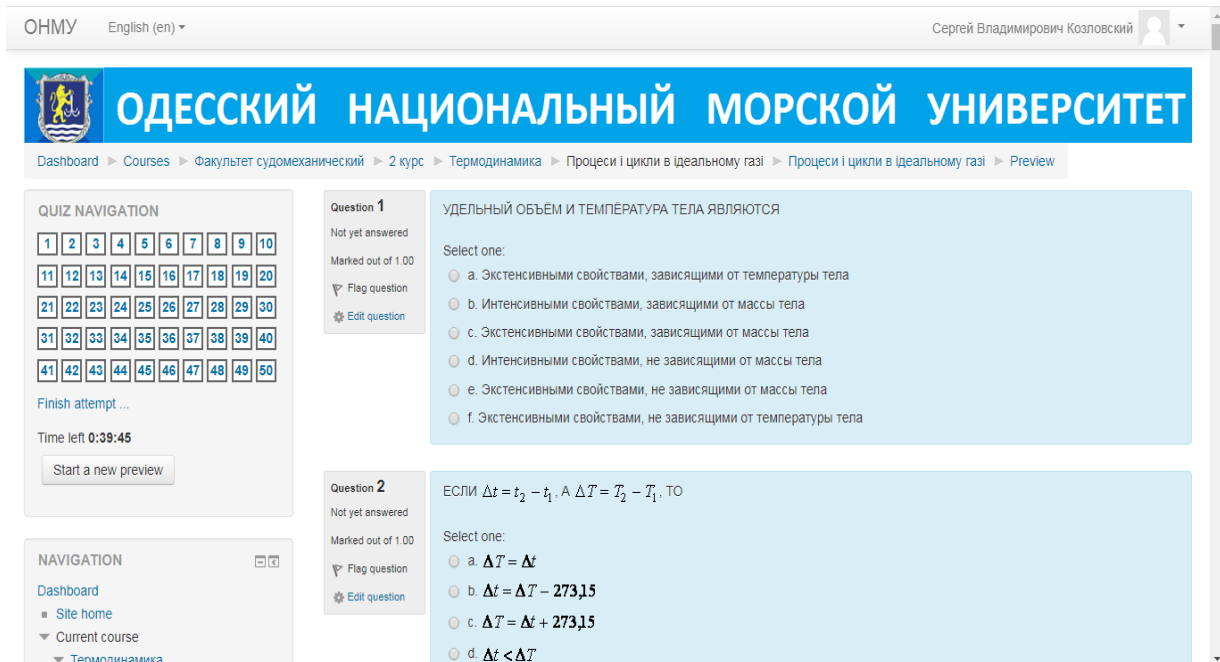 ОНМУ English (en)
Сергей Владимирович Козловский
ОДЕССКИЙ НАЦИОНАЛЬНЫЙ МОРСКОЙ УНИВЕРСИТЕТ
Dashboard Courses Факультет судомеханический 2 курс Термодинамика Процеси і цикли в ідеальному газі Процеси і цикли в ідеальному газі Preview
QUIZ NAVIGATION
1 2 3 4 5 6 7 8 9 10
11 12 13 14 15 16 17 18 19 20
21 22 23 24 25 26 27 28 29 30
31 32 33 34 35 36 37 38 39 40
41 42 43 44 45 46 47 48 49 50
Finish attempt ...
Time left 0:39:45
Start a new preview
NAVIGATION
Dashboard
Site home
Current course
Термодинамика
Question 1
Not yet answered
Marked out of 1.00
Flag question
Edit question
УДЕЛЬНЫЙ ОБЪЁМ И ТЕМПЁРАТУРА ТЕЛА ЯВЛЯЮТСЯ
Select one:
a. Экстенсивными свойствами, зависящими от температуры тела
b. Интенсивными свойствами, зависящими от массы тела
c. Экстенсивными свойствами, зависящими от массы тела
d. Интенсивными свойствами, не зависящими от массы тела
e. Экстенсивными свойствами, не зависящими от массы тела
f. Экстенсивными свойствами, не зависящими от температуры тела
Question 2
Not yet answered
Marked out of 1.00
Flag question
Edit question
ЕСЛИ Δt = t₂ − t₁, А ΔT = T₂ − T₁, ТО
Select one:
a. ΔT = Δt
b. Δt = ΔT − 273,15
c. ΔT = Δt + 273,15
d. Δt < ΔT